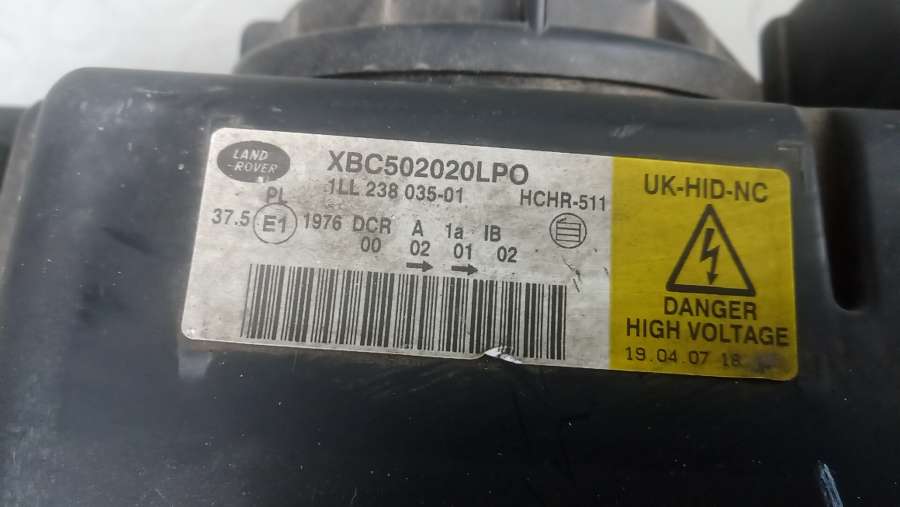 LAND
-ROVER
XBC502020LPO
1LL 238 035-01
HCHR-511
PL
37.5 E1 1976 DCR A 1a IB
00 02 01 02
UK-HID-NC
DANGER
HIGH VOLTAGE
19.04.07 18